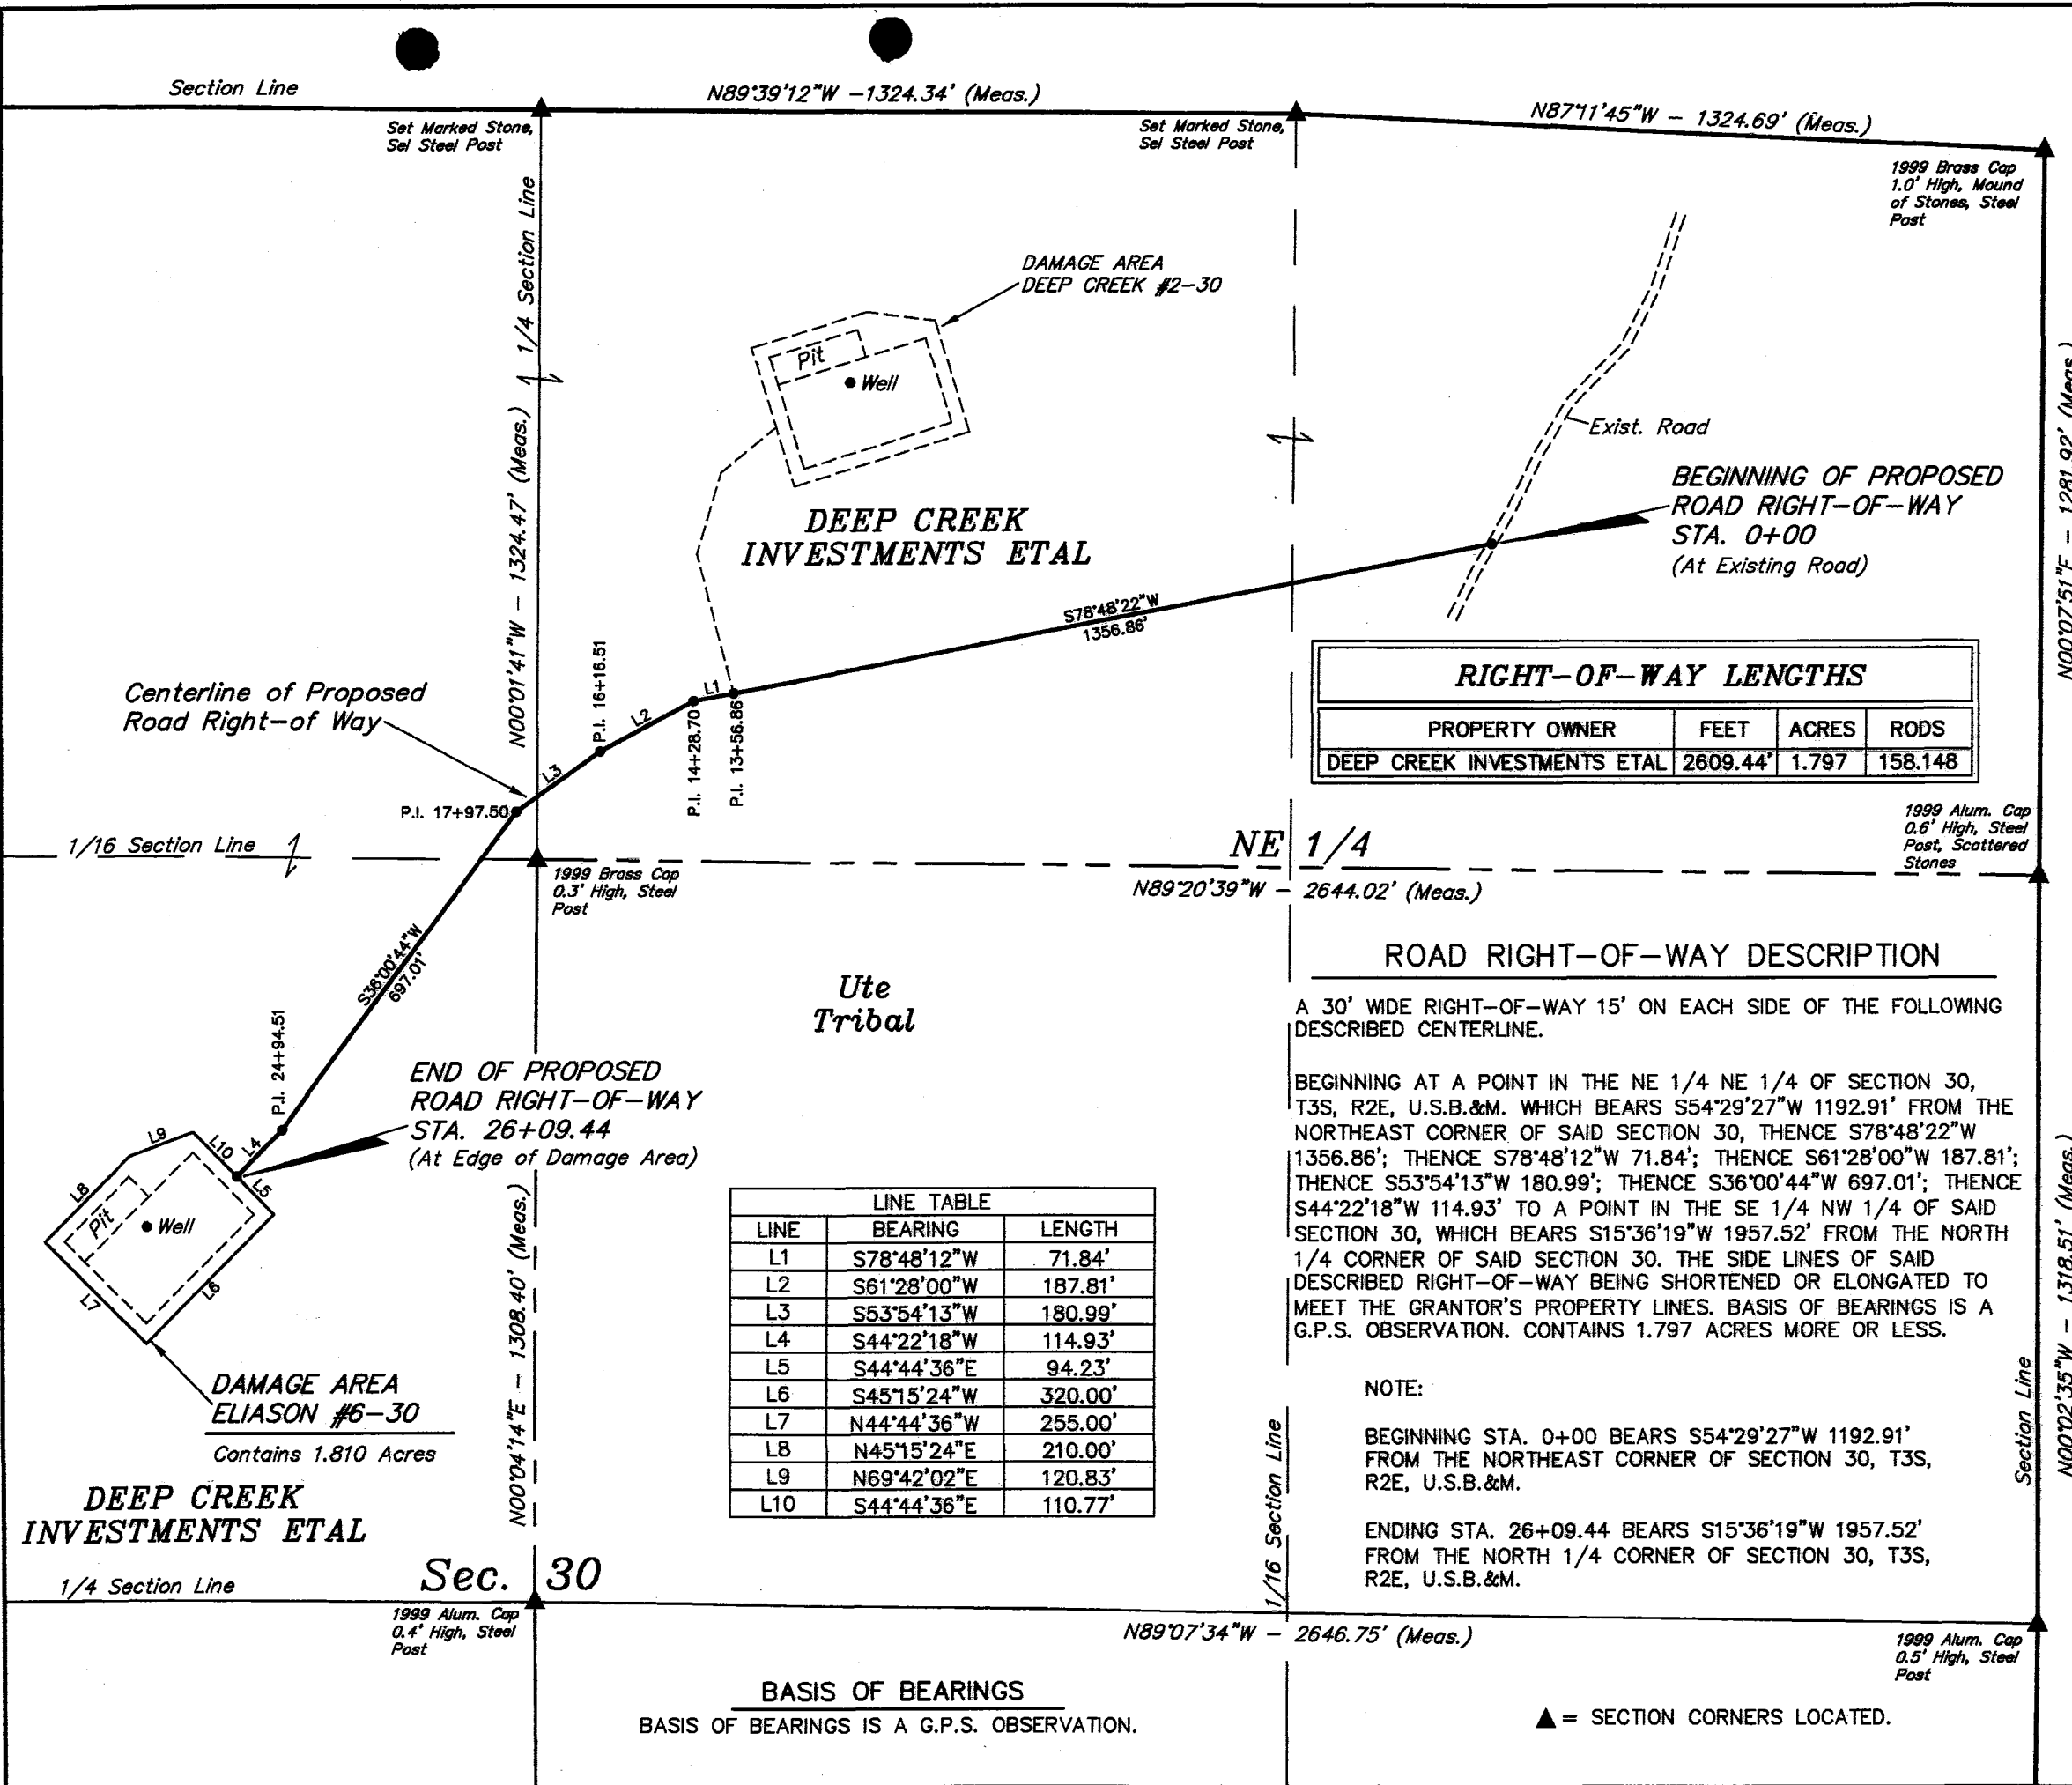 Section Line
N89°39'12"W -1324.34' (Meas.)
N87°11'45"W - 1324.69' (Meas.)
Set Marked Stone,
Sel Steel Post
Set Marked Stone,
Sel Steel Post
1999 Brass Cap
1.0' High, Mound
of Stones, Steel
Post
1/4 Section Line
N00°01'41"W - 1324.47' (Meas.)
DAMAGE AREA
DEEP CREEK #2-30
Pit
Well
Exist. Road
N00°07'51"E - 1281.92' (Meas.)
BEGINNING OF PROPOSED
ROAD RIGHT-OF-WAY
STA. 0+00
(At Existing Road)
DEEP CREEK
INVESTMENTS ETAL
S78°48'22"W
1356.86'
Centerline of Proposed
Road Right-of Way
P.I. 16+16.51
L1
L2
L3
P.I. 14+28.70
P.I. 13+56.86
P.I. 17+97.50
RIGHT-OF-WAY LENGTHS
PROPERTY OWNER FEET ACRES RODS
DEEP CREEK INVESTMENTS ETAL 2609.44' 1.797 158.148
1/16 Section Line
1999 Brass Cap
0.3' High, Steel
Post
NE 1/4
N89°20'39"W - 2644.02' (Meas.)
1999 Alum. Cap
0.6' High, Steel
Post, Scattered
Stones
S36°00'44"W
697.01'
Ute
Tribal
P.I. 24+94.51
END OF PROPOSED
ROAD RIGHT-OF-WAY
STA. 26+09.44
(At Edge of Damage Area)
L9
L10
L4
L5
L8
Pit
Well
L6
L7
DAMAGE AREA
ELIASON #6-30
Contains 1.810 Acres
DEEP CREEK
INVESTMENTS ETAL
N00°04'14"E - 1308.40' (Meas.)
LINE TABLE
LINE BEARING LENGTH
L1 S78°48'12"W 71.84'
L2 S61°28'00"W 187.81'
L3 S53°54'13"W 180.99'
L4 S44°22'18"W 114.93'
L5 S44°44'36"E 94.23'
L6 S45°15'24"W 320.00'
L7 N44°44'36"W 255.00'
L8 N45°15'24"E 210.00'
L9 N69°42'02"E 120.83'
L10 S44°44'36"E 110.77'
ROAD RIGHT-OF-WAY DESCRIPTION
A 30' WIDE RIGHT-OF-WAY 15' ON EACH SIDE OF THE FOLLOWING
DESCRIBED CENTERLINE.
BEGINNING AT A POINT IN THE NE 1/4 NE 1/4 OF SECTION 30,
T3S, R2E, U.S.B.&M. WHICH BEARS S54°29'27"W 1192.91' FROM THE
NORTHEAST CORNER OF SAID SECTION 30, THENCE S78°48'22"W
1356.86'; THENCE S78°48'12"W 71.84'; THENCE S61°28'00"W 187.81';
THENCE S53°54'13"W 180.99'; THENCE S36°00'44"W 697.01'; THENCE
S44°22'18"W 114.93' TO A POINT IN THE SE 1/4 NW 1/4 OF SAID
SECTION 30, WHICH BEARS S15°36'19"W 1957.52' FROM THE NORTH
1/4 CORNER OF SAID SECTION 30. THE SIDE LINES OF SAID
DESCRIBED RIGHT-OF-WAY BEING SHORTENED OR ELONGATED TO
MEET THE GRANTOR'S PROPERTY LINES. BASIS OF BEARINGS IS A
G.P.S. OBSERVATION. CONTAINS 1.797 ACRES MORE OR LESS.
NOTE:
BEGINNING STA. 0+00 BEARS S54°29'27"W 1192.91'
FROM THE NORTHEAST CORNER OF SECTION 30, T3S,
R2E, U.S.B.&M.
ENDING STA. 26+09.44 BEARS S15°36'19"W 1957.52'
FROM THE NORTH 1/4 CORNER OF SECTION 30, T3S,
R2E, U.S.B.&M.
1/16 Section Line
Section Line
N00°02'35"W - 1318.51' (Meas.)
1/4 Section Line
Sec. 30
1999 Alum. Cap
0.4' High, Steel
Post
N89°07'34"W - 2646.75' (Meas.)
1999 Alum. Cap
0.5' High, Steel
Post
BASIS OF BEARINGS
BASIS OF BEARINGS IS A G.P.S. OBSERVATION.
▲ = SECTION CORNERS LOCATED.